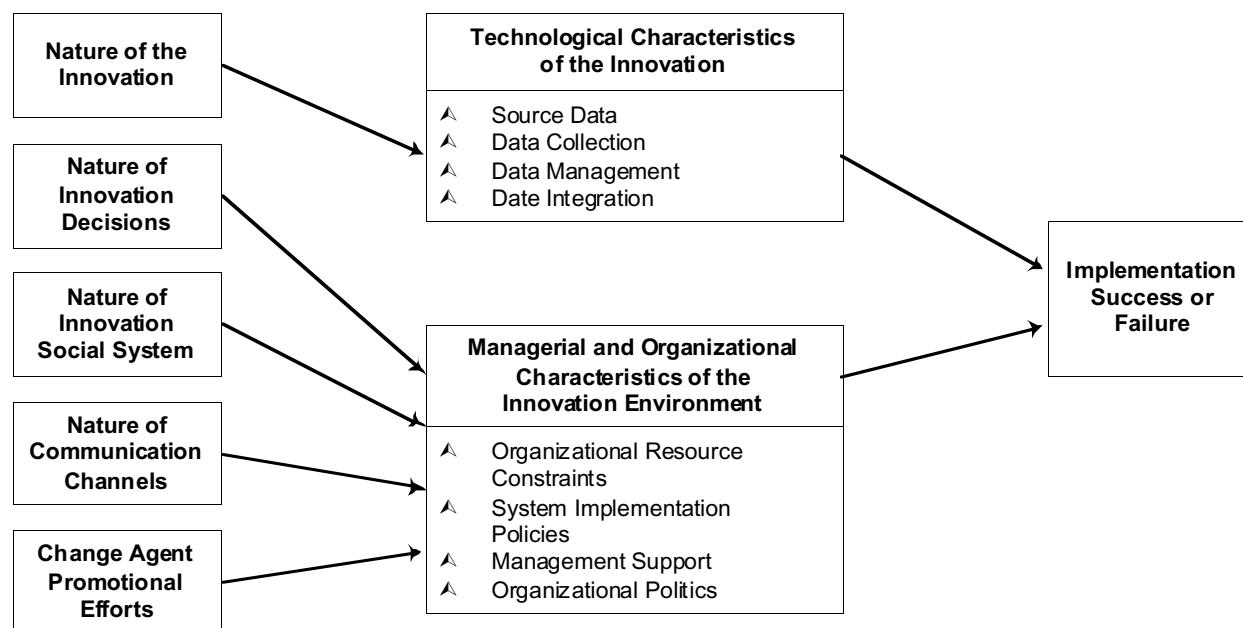 Nature of the
Innovation
Nature of
Innovation
Decisions
Nature of
Innovation
Social System
Nature of
Communication
Channels
Change Agent
Promotional
Efforts
Technological Characteristics
of the Innovation
Source Data
Data Collection
Data Management
Date Integration
Managerial and Organizational
Characteristics of the
Innovation Environment
Organizational Resource
Constraints
System Implementation
Policies
Management Support
Organizational Politics
Implementation
Success or
Failure